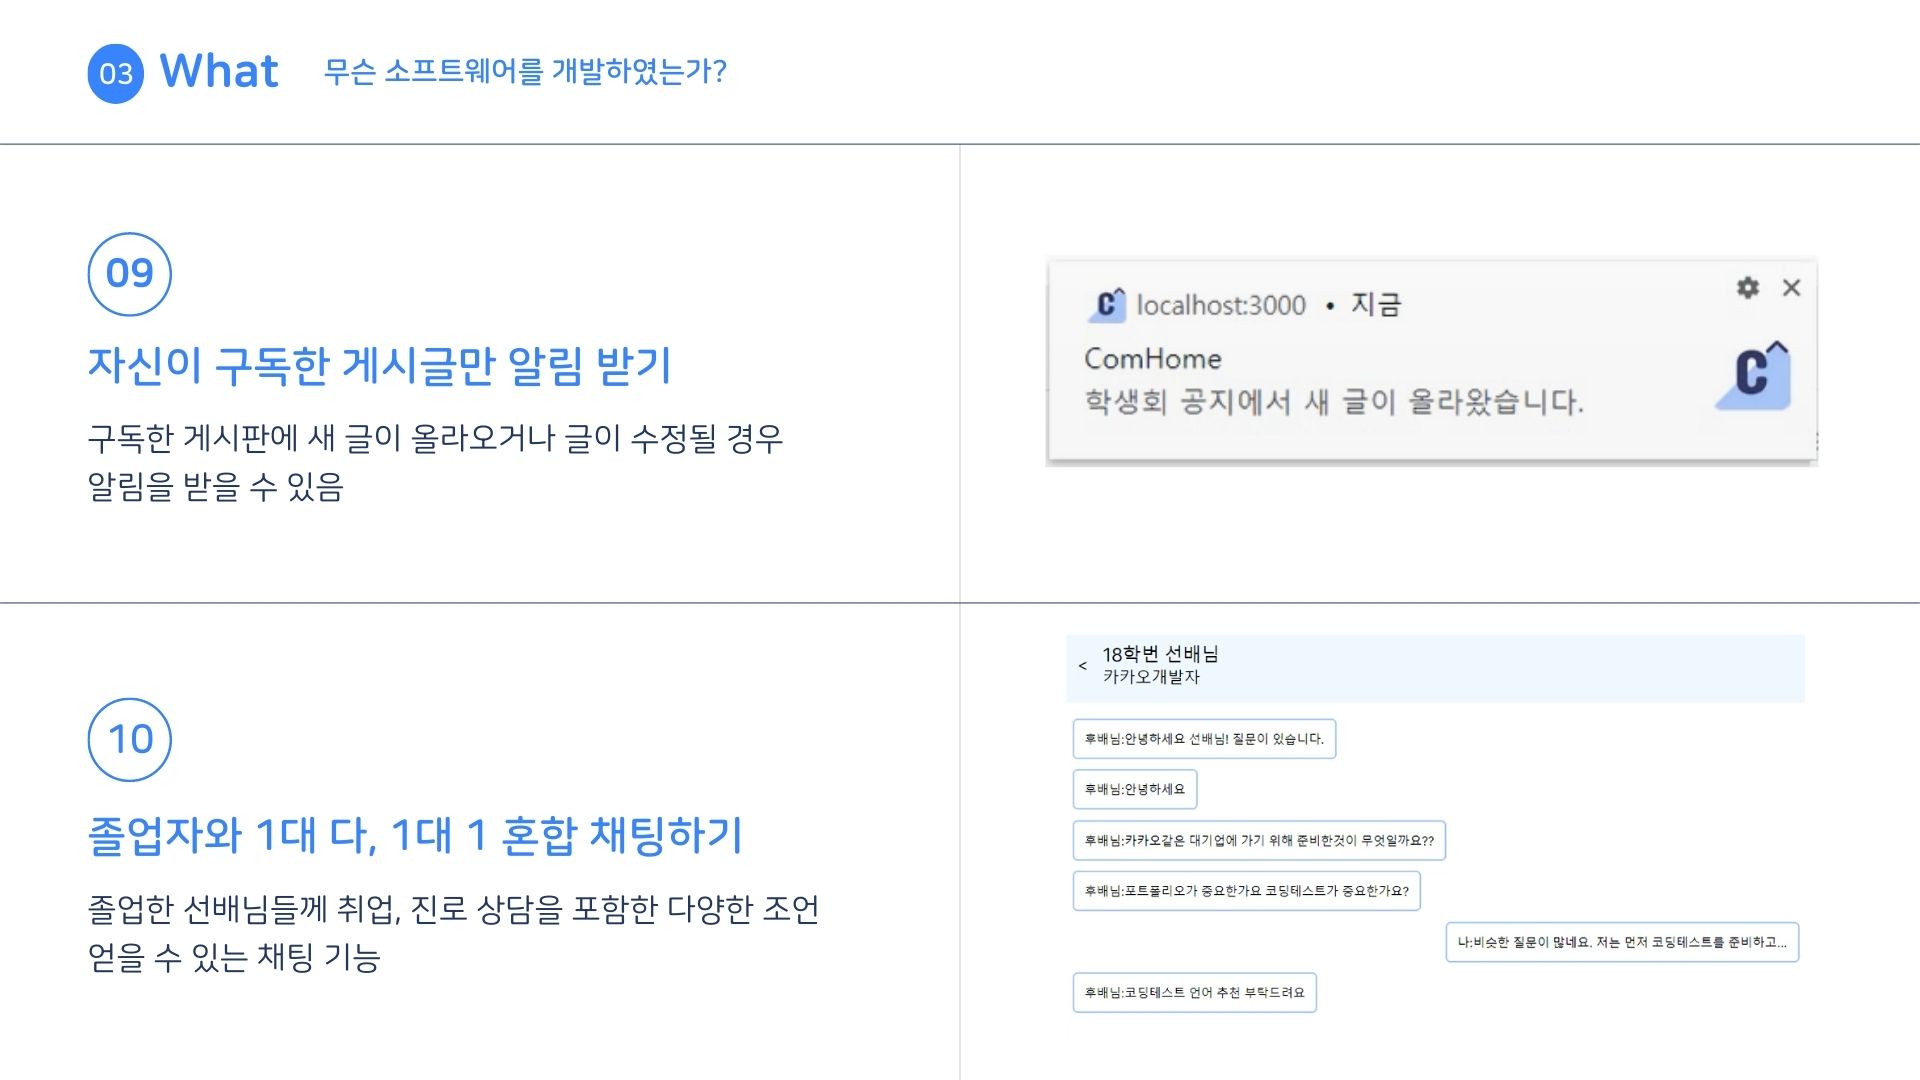 03 What 무슨 소프트웨어를 개발하였는가?
09
자신이 구독한 게시글만 알림 받기
구독한 게시판에 새 글이 올라오거나 글이 수정될 경우
알림을 받을 수 있음
localhost:3000 • 지금
ComHome
학생회 공지에서 새 글이 올라왔습니다.
10
졸업자와 1대 다, 1대 1 혼합 채팅하기
졸업한 선배님들께 취업, 진로 상담을 포함한 다양한 조언
얻을 수 있는 채팅 기능
< 18학번 선배님
카카오개발자
후배님:안녕하세요 선배님! 질문이 있습니다.
후배님:안녕하세요
후배님:카카오같은 대기업에 가기 위해 준비한것이 무엇일까요??
후배님:포트폴리오가 중요한가요 코딩테스트가 중요한가요?
나:비슷한 질문이 많네요. 저는 먼저 코딩테스트를 준비하고...
후배님:코딩테스트 언어 추천 부탁드려요